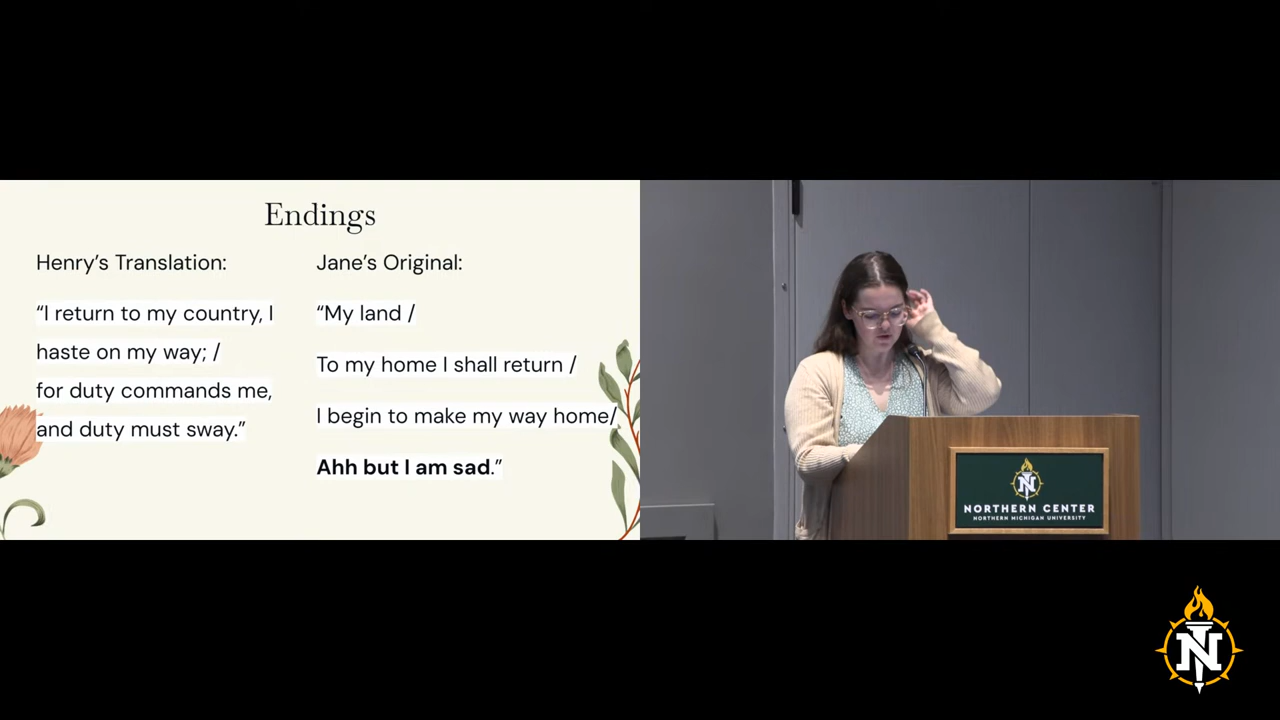 Endings
Henry’s Translation:
“I return to my country, I
haste on my way; /
for duty commands me,
and duty must sway.”
Jane’s Original:
“My land /
To my home I shall return /
I begin to make my way home/
Ahh but I am sad.”
N
NORTHERN CENTER
NORTHERN MICHIGAN UNIVERSITY
N